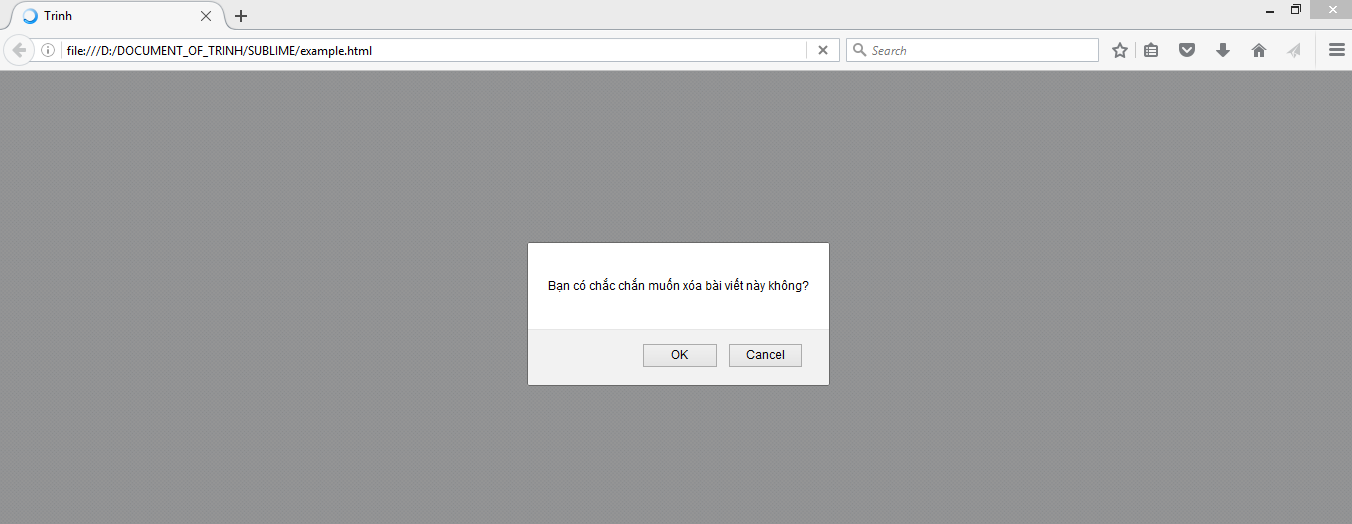 Trinh
file:///D:/DOCUMENT_OF_TRINH/SUBLIME/example.html
Search
Bạn có chắc chắn muốn xóa bài viết này không?
OK Cancel